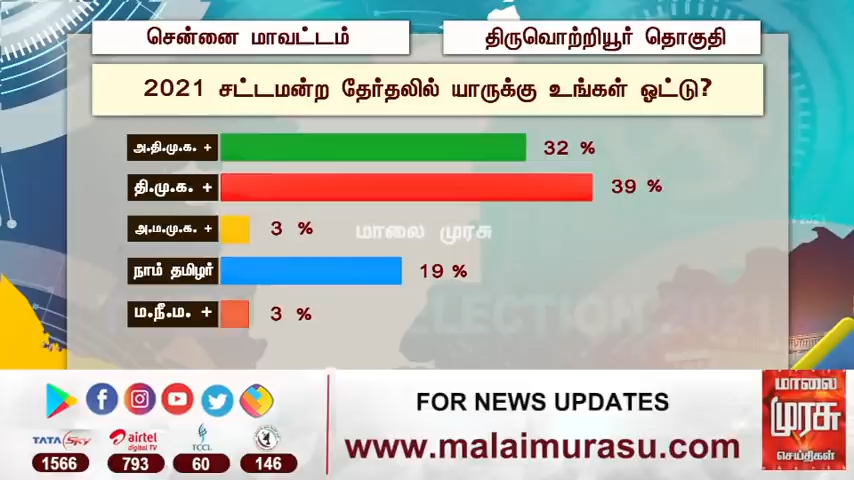 சென்னை மாவட்டம்
திருவொற்றியூர் தொகுதி
2021 சட்டமன்ற தேர்தலில் யாருக்கு உங்கள் ஓட்டு?
அ.தி.மு.க. + 32 %
தி.மு.க. + 39 %
அ.ம.மு.க. + 3 %
மாலை முரசு
நாம் தமிழர் 19 %
ம.நீ.ம. + 3 %
ELECTION 2021
FOR NEWS UPDATES
www.malaimurasu.com
TATA SKY airtel digital TV TCCL
1566 793 60 146
மாலை
முரசு
செய்திகள்